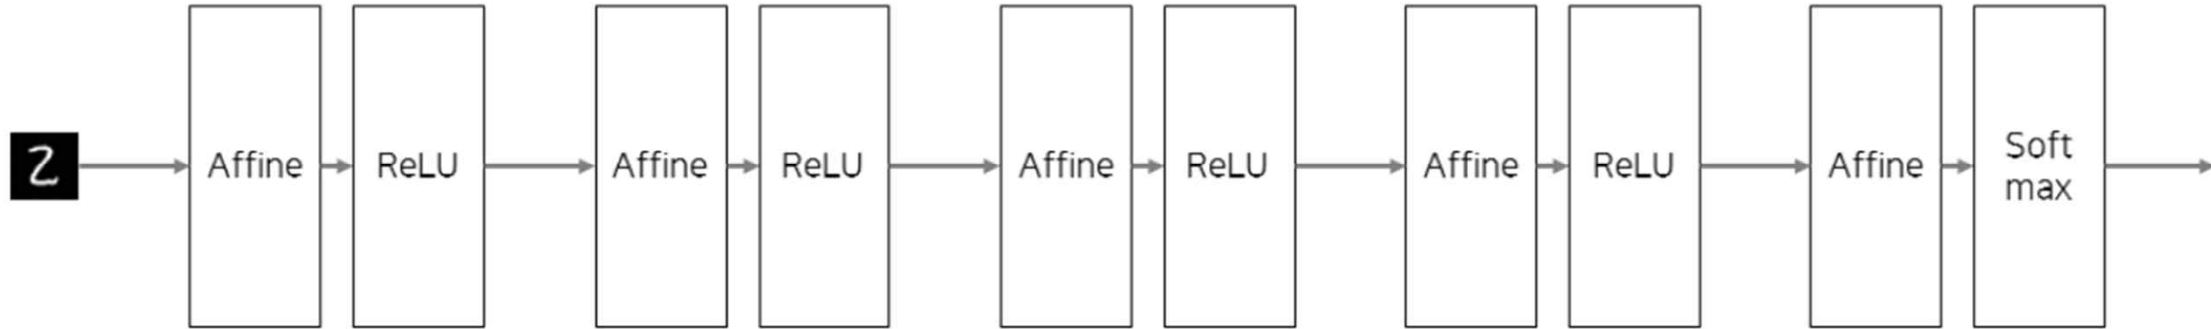 2
Affine
ReLU
Affine
ReLU
Affine
ReLU
Affine
ReLU
Affine
Soft
max